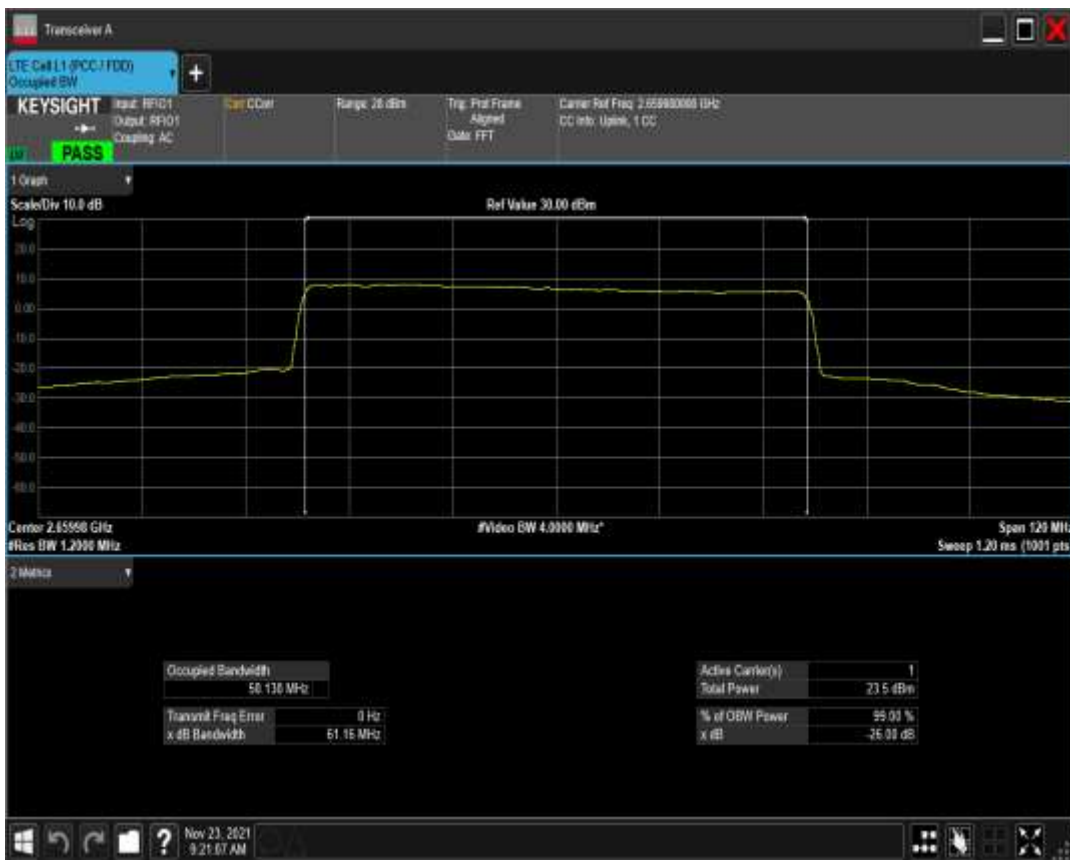 Transceiver A
LTE Cell L1 (PCC / FDD)
Occupied BW
+
KEYSIGHT
Input: RFIO1
Output: RFIO1
Coupling: AC
Corr CCorr
Range: 28 dBm
Trig: Prd Frame
Aligned
Gate: FFT
Carrier Ref Freq: 2.659980000 GHz
CC Info: Uplink, 1 CC
PASS
1 Graph
Scale/Div 10.0 dB
Ref Value 30.00 dBm
Log
20.0
10.0
0.00
-10.0
-20.0
-30.0
-40.0
-50.0
-60.0
Center 2.65998 GHz
#Video BW 4.0000 MHz*
Span 120 MHz
#Res BW 1.2000 MHz
Sweep 1.20 ms (1001 pts
2 Metrics
Occupied Bandwidth
58.130 MHz
Transmit Freq Error 0 Hz
x dB Bandwidth 61.16 MHz
Active Carrier(s) 1
Total Power 23.5 dBm
% of OBW Power 99.00 %
x dB -26.00 dB
?
Nov 23, 2021
9:21:07 AM